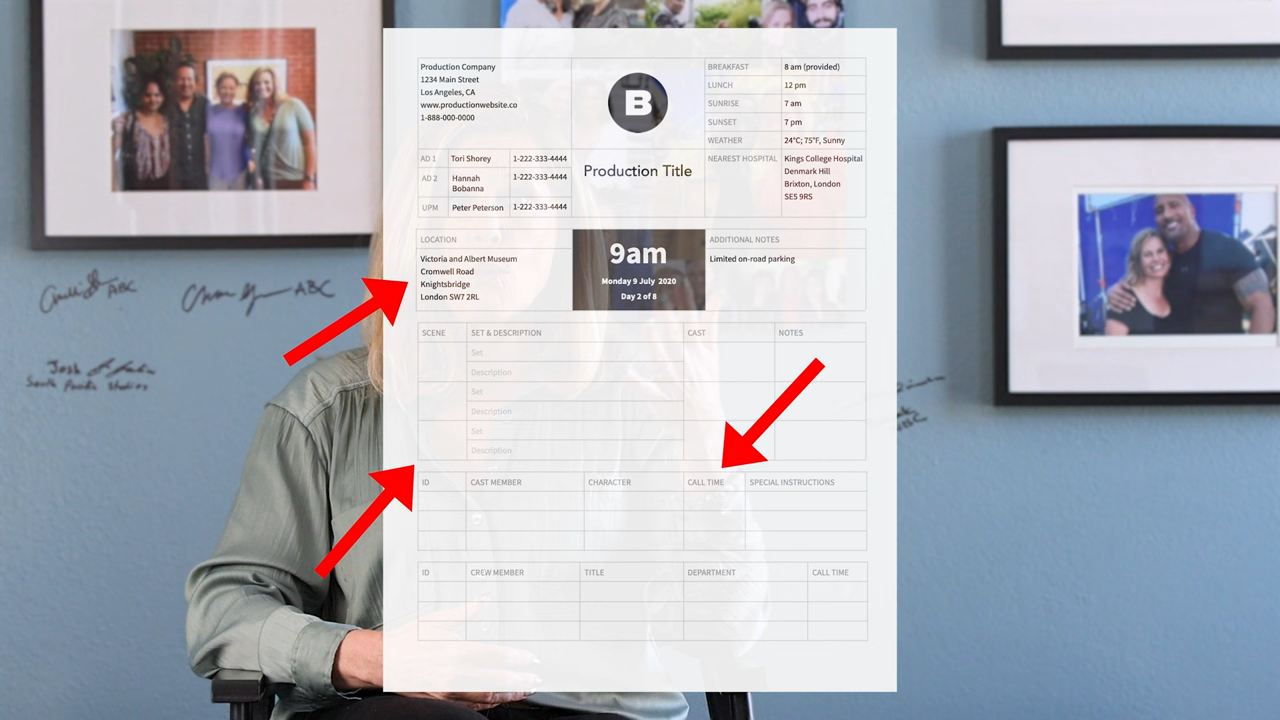 Production Company
1234 Main Street
Los Angeles, CA
www.productionwebsite.co
1-888-000-0000
AD 1 Tori Shorey 1-222-333-4444
AD 2 Hannah Bobanna 1-222-333-4444
UPM Peter Peterson 1-222-333-4444
B
Production Title
BREAKFAST 8 am (provided)
LUNCH 12 pm
SUNRISE 7 am
SUNSET 7 pm
WEATHER 24°C; 75°F, Sunny
NEAREST HOSPITAL Kings College Hospital
Denmark Hill
Brixton, London
SE5 9RS
LOCATION
Victoria and Albert Museum
Cromwell Road
Knightsbridge
London SW7 2RL
9am
Monday 9 July 2020
Day 2 of 8
ADDITIONAL NOTES
Limited on-road parking
SCENE SET & DESCRIPTION CAST NOTES
Set
Description
Set
Description
Set
Description
ID CAST MEMBER CHARACTER CALL TIME SPECIAL INSTRUCTIONS
ID CREW MEMBER TITLE DEPARTMENT CALL TIME
ABC
ABC
Josh
South Pacific Studios